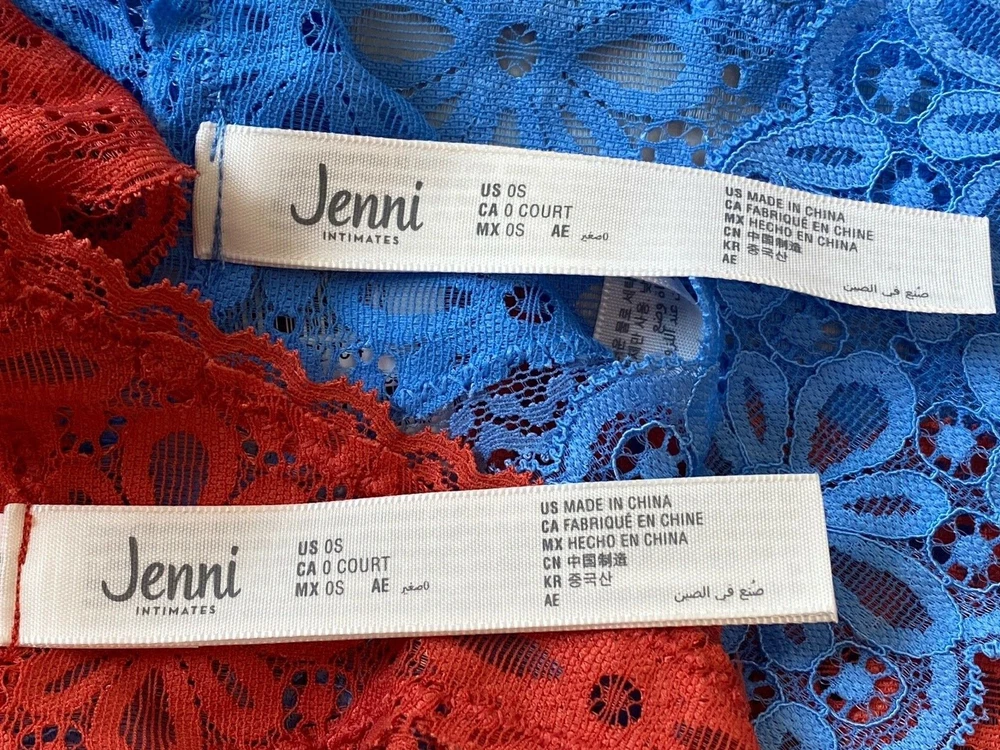 Jenni
INTIMATES
US 0S
CA 0 COURT
MX 0S AE 0صغير
US MADE IN CHINA
CA FABRIQUÉ EN CHINE
MX HECHO EN CHINA
CN 中国制造
KR 중국산
AE
صُنع في الصين
Jenni
INTIMATES
US 0S
CA 0 COURT
MX 0S AE 0صغير
US MADE IN CHINA
CA FABRIQUÉ EN CHINE
MX HECHO EN CHINA
CN 中国制造
KR 중국산
AE صُنع في الصين